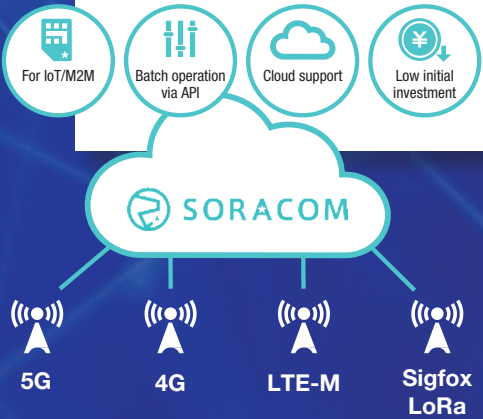 For IoT/M2M
Batch operation
via API
Cloud support
¥
Low initial
investment
SORACOM
5G
4G
LTE-M
Sigfox
LoRa